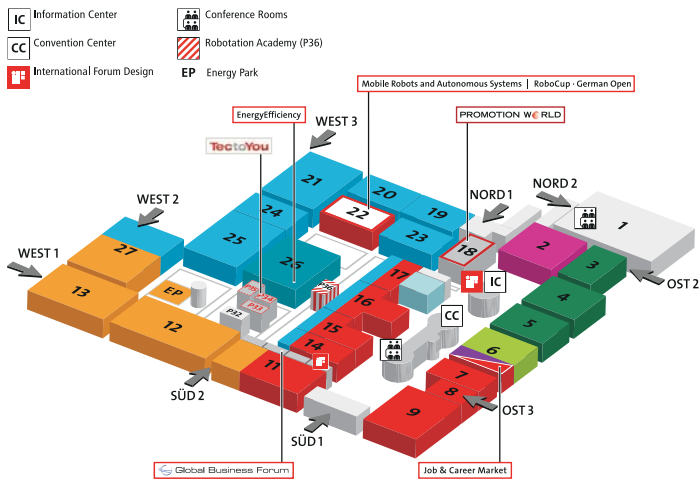 IC Information Center
Conference Rooms
CC Convention Center
Robotation Academy (P36)
International Forum Design
EP Energy Park
Mobile Robots and Autonomous Systems | RoboCup · German Open
EnergyEfficiency
PROMOTION WORLD
TectoYou
WEST 3
NORD 1
NORD 2
WEST 2
WEST 1
OST 2
21
20
19
22
24
23
18
1
2
25
27
26
17
3
IC
13
EP
P35
P34
P33
P32
P36
16
4
CC
12
15
5
14
6
11
7
8
9
SÜD 2
OST 3
SÜD 1
Global Business Forum
Job & Career Market